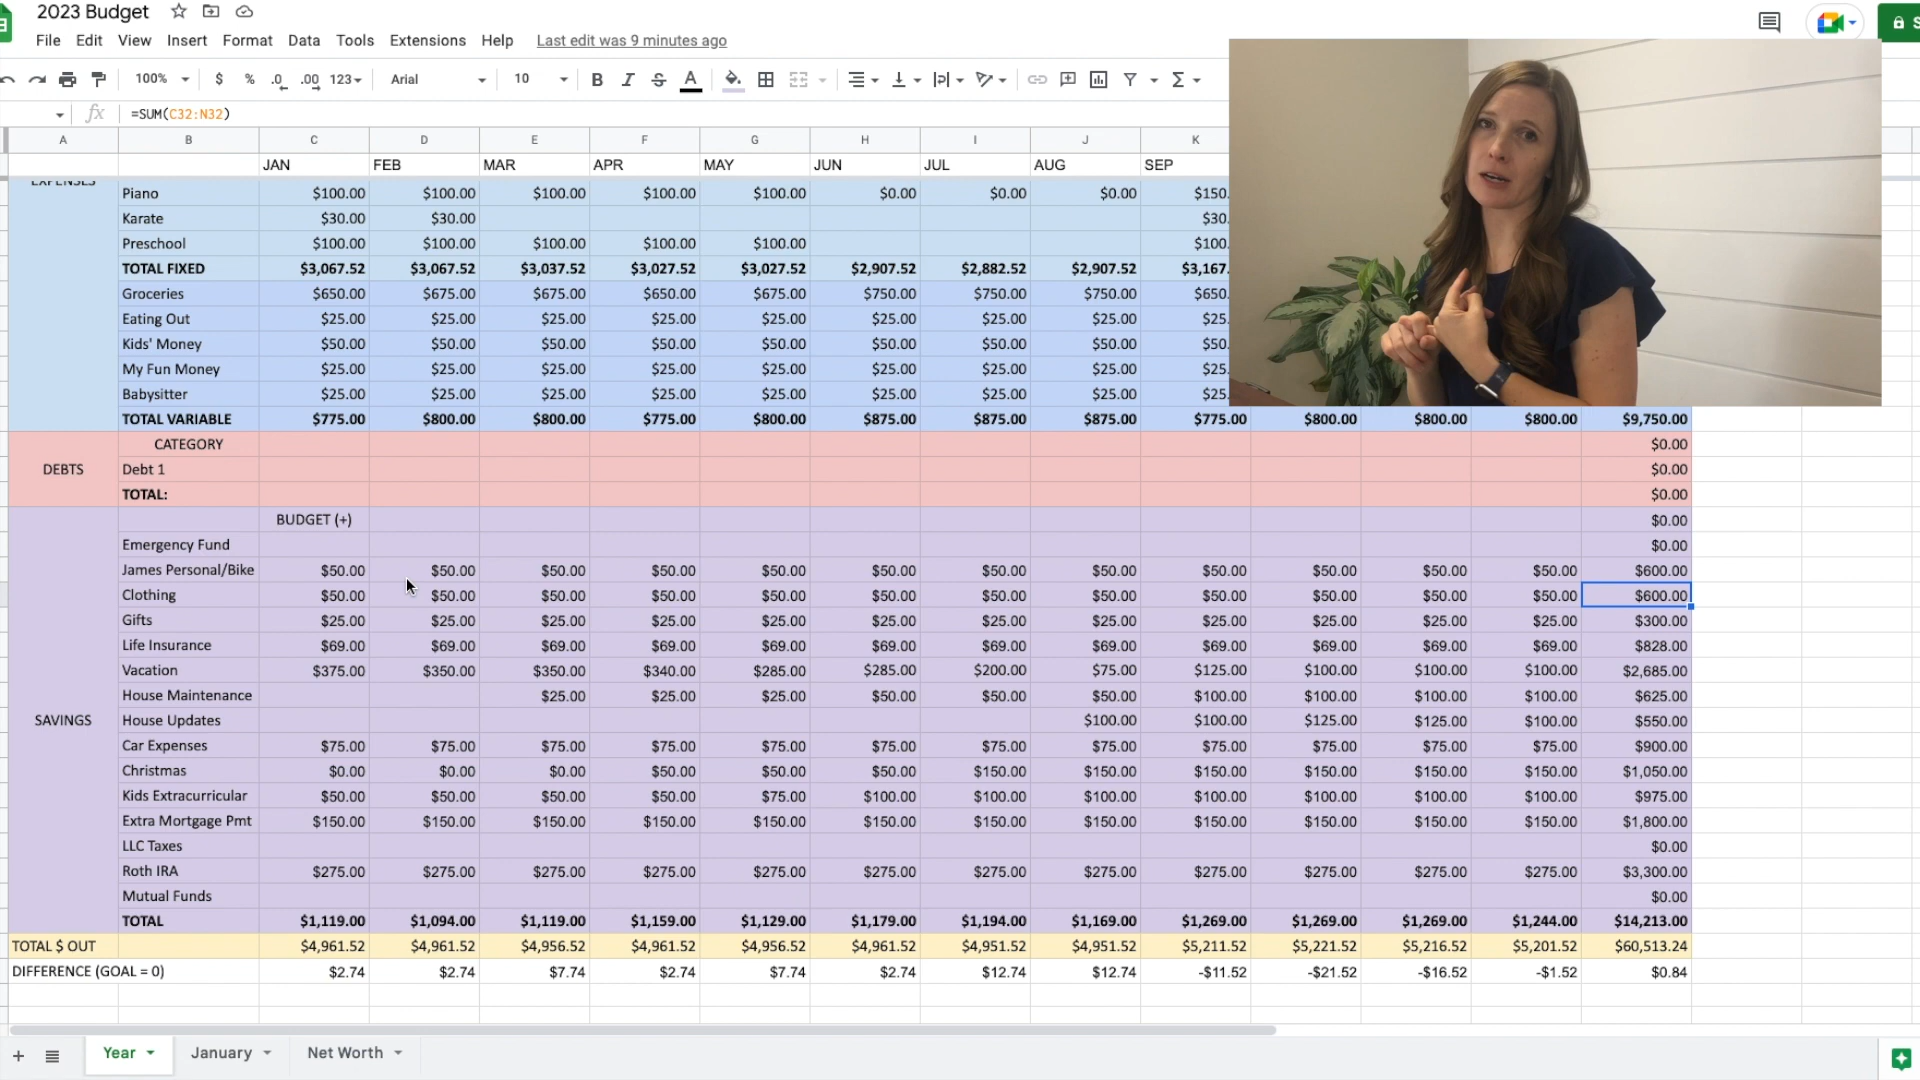 2023 Budget
File Edit View Insert Format Data Tools Extensions Help Last edit was 9 minutes ago
100% $ % .0 .00 123 Arial 10 B I S A
fx =SUM(C32:N32)
A B C D E F G H I J K
JAN FEB MAR APR MAY JUN JUL AUG SEP
EXPENSES
Piano $100.00 $100.00 $100.00 $100.00 $100.00 $0.00 $0.00 $0.00 $150.
Karate $30.00 $30.00 $30.
Preschool $100.00 $100.00 $100.00 $100.00 $100.00 $100.
TOTAL FIXED $3,067.52 $3,067.52 $3,037.52 $3,027.52 $3,027.52 $2,907.52 $2,882.52 $2,907.52 $3,167.
Groceries $650.00 $675.00 $675.00 $650.00 $675.00 $750.00 $750.00 $750.00 $650.
Eating Out $25.00 $25.00 $25.00 $25.00 $25.00 $25.00 $25.00 $25.00 $25.
Kids' Money $50.00 $50.00 $50.00 $50.00 $50.00 $50.00 $50.00 $50.00 $50.
My Fun Money $25.00 $25.00 $25.00 $25.00 $25.00 $25.00 $25.00 $25.00 $25.
Babysitter $25.00 $25.00 $25.00 $25.00 $25.00 $25.00 $25.00 $25.00 $25.
TOTAL VARIABLE $775.00 $800.00 $800.00 $775.00 $800.00 $875.00 $875.00 $875.00 $775.00 $800.00 $800.00 $800.00 $9,750.00
CATEGORY $0.00
DEBTS Debt 1 $0.00
TOTAL: $0.00
BUDGET (+) $0.00
Emergency Fund $0.00
James Personal/Bike $50.00 $50.00 $50.00 $50.00 $50.00 $50.00 $50.00 $50.00 $50.00 $50.00 $50.00 $50.00 $600.00
Clothing $50.00 $50.00 $50.00 $50.00 $50.00 $50.00 $50.00 $50.00 $50.00 $50.00 $50.00 $50.00 $600.00
Gifts $25.00 $25.00 $25.00 $25.00 $25.00 $25.00 $25.00 $25.00 $25.00 $25.00 $25.00 $25.00 $300.00
Life Insurance $69.00 $69.00 $69.00 $69.00 $69.00 $69.00 $69.00 $69.00 $69.00 $69.00 $69.00 $69.00 $828.00
Vacation $375.00 $350.00 $350.00 $340.00 $285.00 $285.00 $200.00 $75.00 $125.00 $100.00 $100.00 $100.00 $2,685.00
House Maintenance $25.00 $25.00 $25.00 $50.00 $50.00 $50.00 $100.00 $100.00 $100.00 $100.00 $625.00
SAVINGS House Updates $100.00 $100.00 $125.00 $125.00 $100.00 $550.00
Car Expenses $75.00 $75.00 $75.00 $75.00 $75.00 $75.00 $75.00 $75.00 $75.00 $75.00 $75.00 $75.00 $900.00
Christmas $0.00 $0.00 $0.00 $50.00 $50.00 $50.00 $150.00 $150.00 $150.00 $150.00 $150.00 $150.00 $1,050.00
Kids Extracurricular $50.00 $50.00 $50.00 $50.00 $75.00 $100.00 $100.00 $100.00 $100.00 $100.00 $100.00 $100.00 $975.00
Extra Mortgage Pmt $150.00 $150.00 $150.00 $150.00 $150.00 $150.00 $150.00 $150.00 $150.00 $150.00 $150.00 $150.00 $1,800.00
LLC Taxes $0.00
Roth IRA $275.00 $275.00 $275.00 $275.00 $275.00 $275.00 $275.00 $275.00 $275.00 $275.00 $275.00 $275.00 $3,300.00
Mutual Funds $0.00
TOTAL $1,119.00 $1,094.00 $1,119.00 $1,159.00 $1,129.00 $1,179.00 $1,194.00 $1,169.00 $1,269.00 $1,269.00 $1,269.00 $1,244.00 $14,213.00
TOTAL $ OUT $4,961.52 $4,961.52 $4,956.52 $4,961.52 $4,956.52 $4,961.52 $4,951.52 $4,951.52 $5,211.52 $5,221.52 $5,216.52 $5,201.52 $60,513.24
DIFFERENCE (GOAL = 0) $2.74 $2.74 $7.74 $2.74 $7.74 $2.74 $12.74 $12.74 -$11.52 -$21.52 -$16.52 -$1.52 $0.84
Year January Net Worth